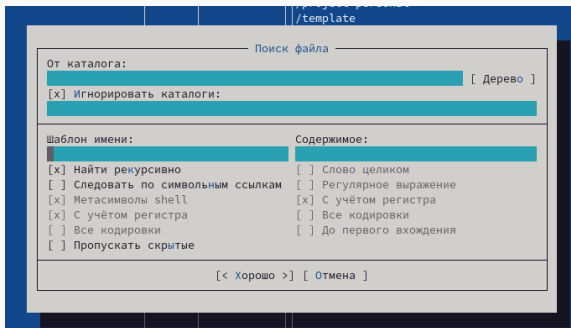 /template
Поиск файла
От каталога:
[ Дерево ]
[x] Игнорировать каталоги:
Шаблон имени:
[x] Найти рекурсивно
[ ] Следовать по символьным ссылкам
[x] Метасимволы shell
[x] С учётом регистра
[ ] Все кодировки
[ ] Пропускать скрытые
Содержимое:
[ ] Слово целиком
[ ] Регулярное выражение
[x] С учётом регистра
[ ] Все кодировки
[ ] До первого вхождения
[< Хорошо >] [ Отмена ]